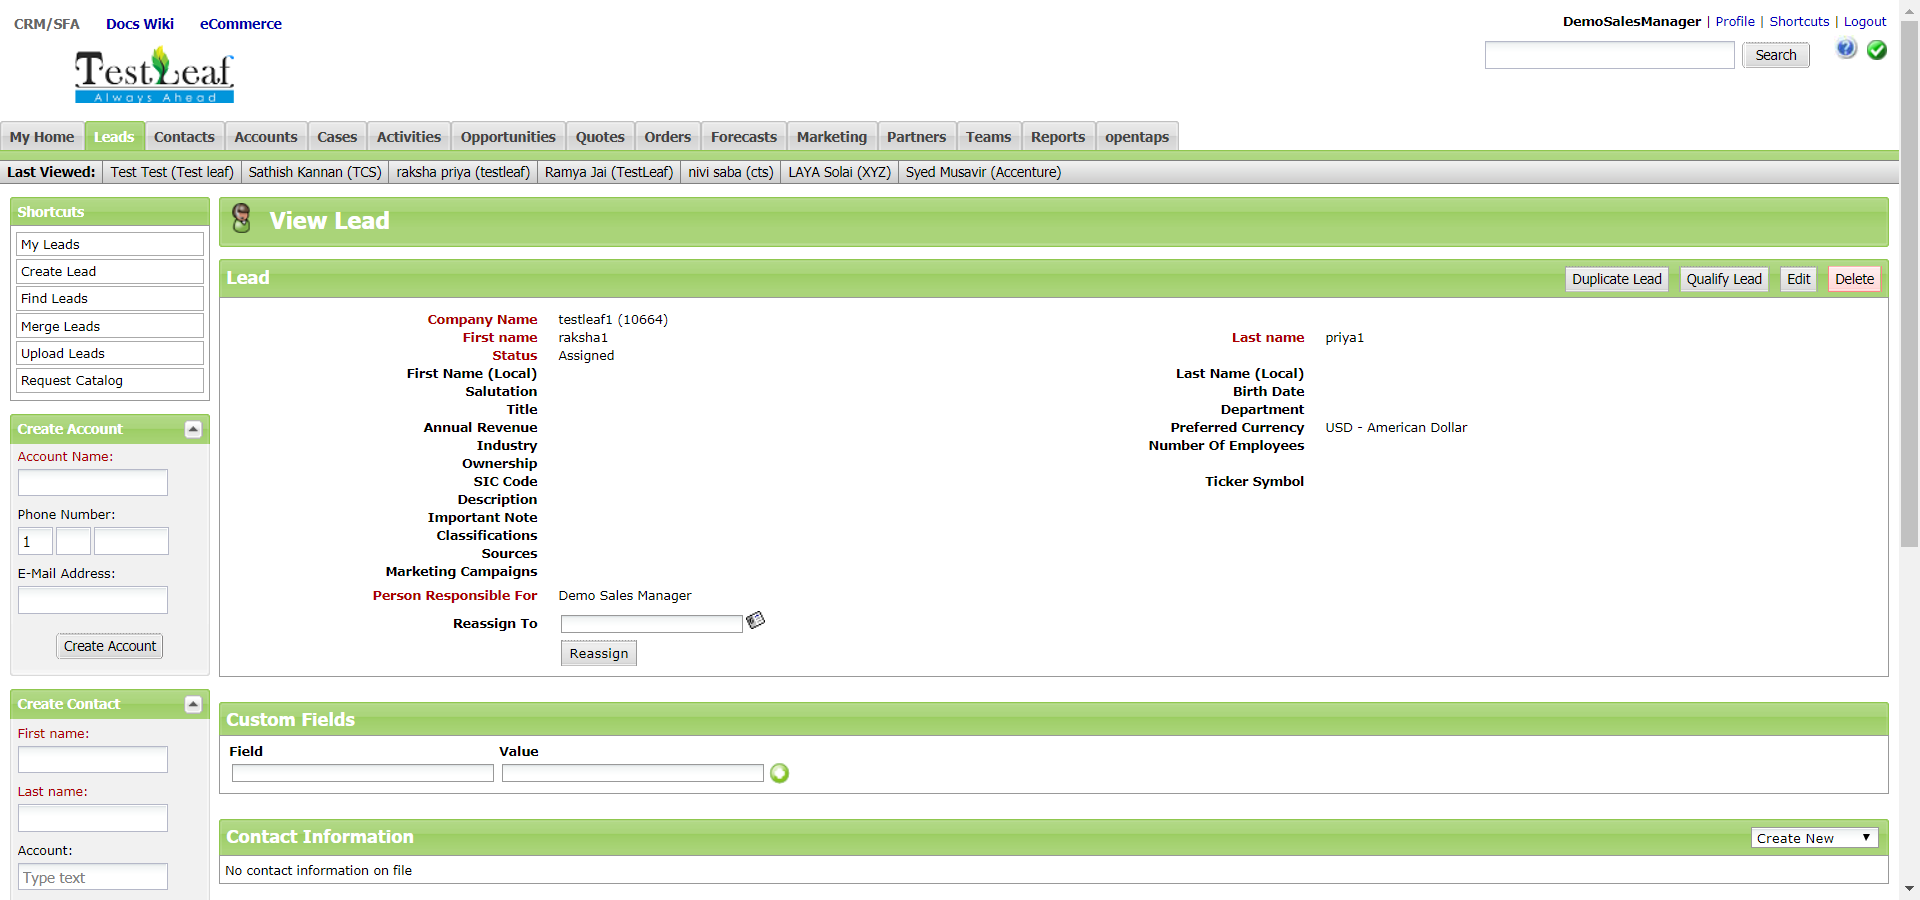 CRM/SFA Docs Wiki eCommerce
DemoSalesManager | Profile | Shortcuts | Logout
Search
TestLeaf
Always Ahead
My Home Leads Contacts Accounts Cases Activities Opportunities Quotes Orders Forecasts Marketing Partners Teams Reports opentaps
Last Viewed: Test Test (Test leaf) Sathish Kannan (TCS) raksha priya (testleaf) Ramya Jai (TestLeaf) nivi saba (cts) LAYA Solai (XYZ) Syed Musavir (Accenture)
Shortcuts
My Leads
Create Lead
Find Leads
Merge Leads
Upload Leads
Request Catalog
Create Account
Account Name:
Phone Number:
1
E-Mail Address:
Create Account
Create Contact
First name:
Last name:
Account:
Type text
View Lead
Lead
Duplicate Lead Qualify Lead Edit Delete
Company Name testleaf1 (10664)
First name raksha1 Last name priya1
Status Assigned
First Name (Local) Last Name (Local)
Salutation Birth Date
Title Department
Annual Revenue Preferred Currency USD - American Dollar
Industry Number Of Employees
Ownership
SIC Code Ticker Symbol
Description
Important Note
Classifications
Sources
Marketing Campaigns
Person Responsible For Demo Sales Manager
Reassign To
Reassign
Custom Fields
Field Value
Contact Information
Create New
No contact information on file